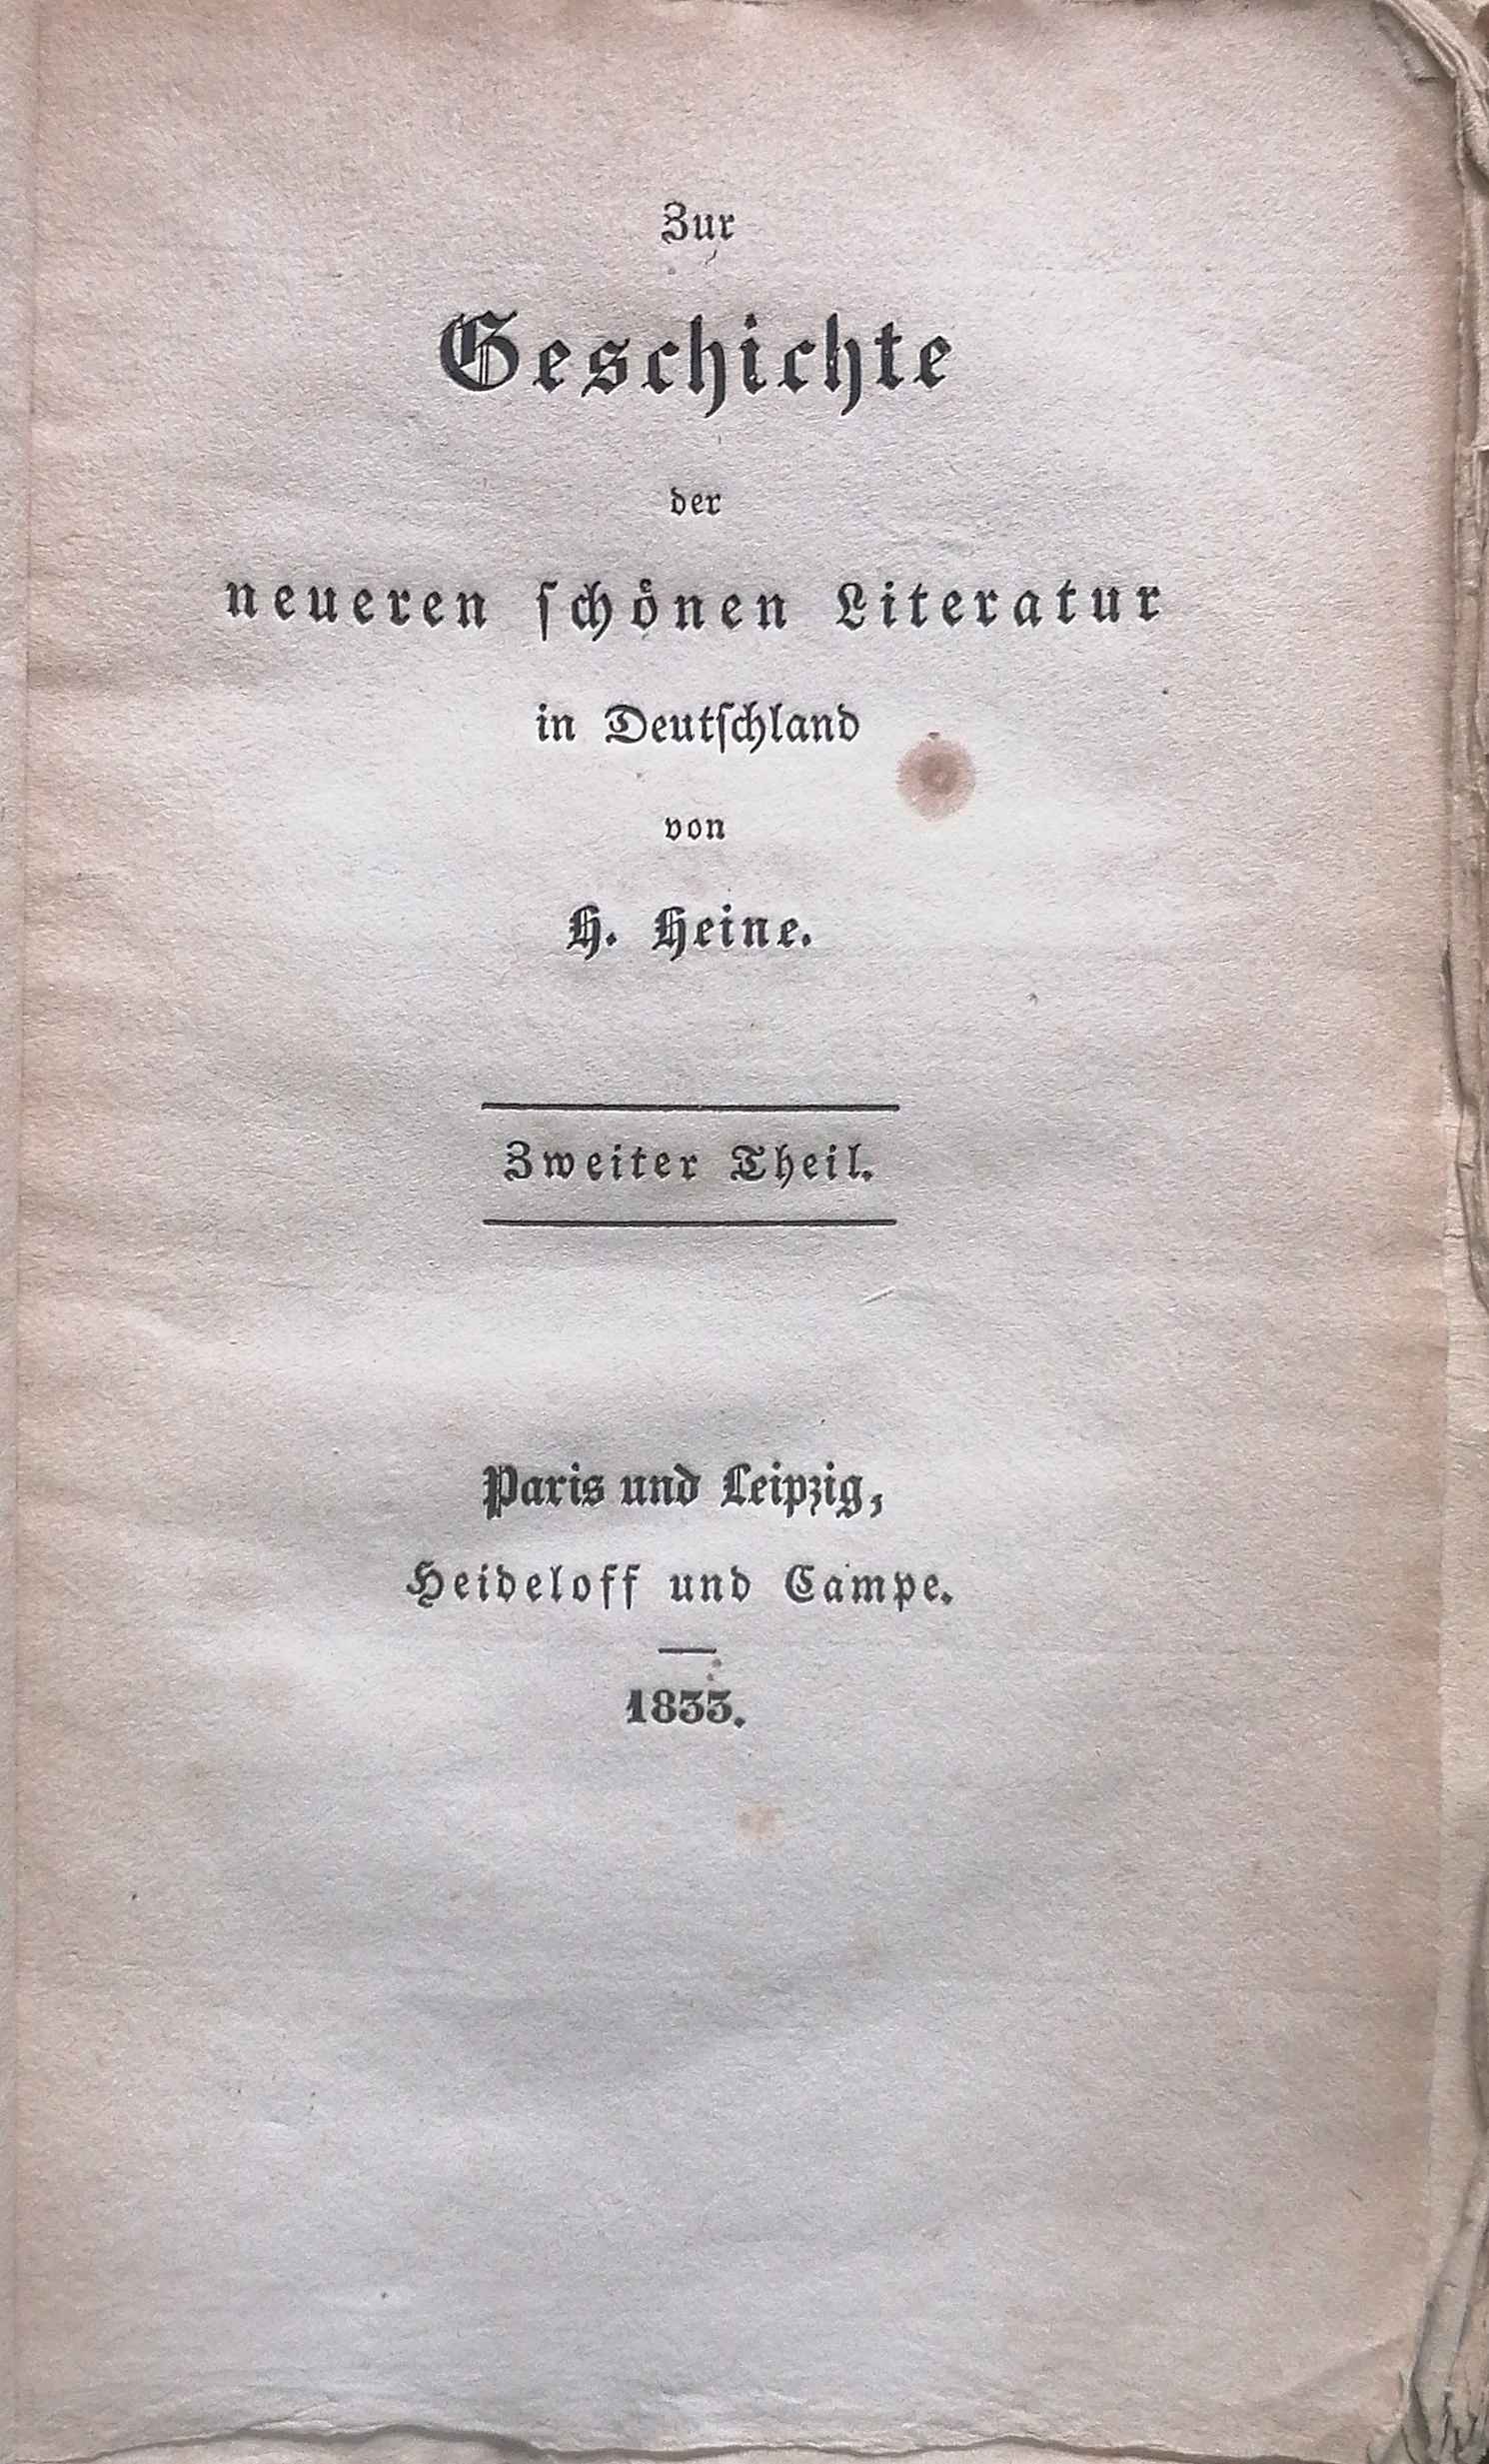 Zur
Geschichte
der
neueren ſchönen Literatur
in Deutſchland
von
H. Heine.
Zweiter Theil.
Paris und Leipzig,
Heideloff und Campe.
1833.